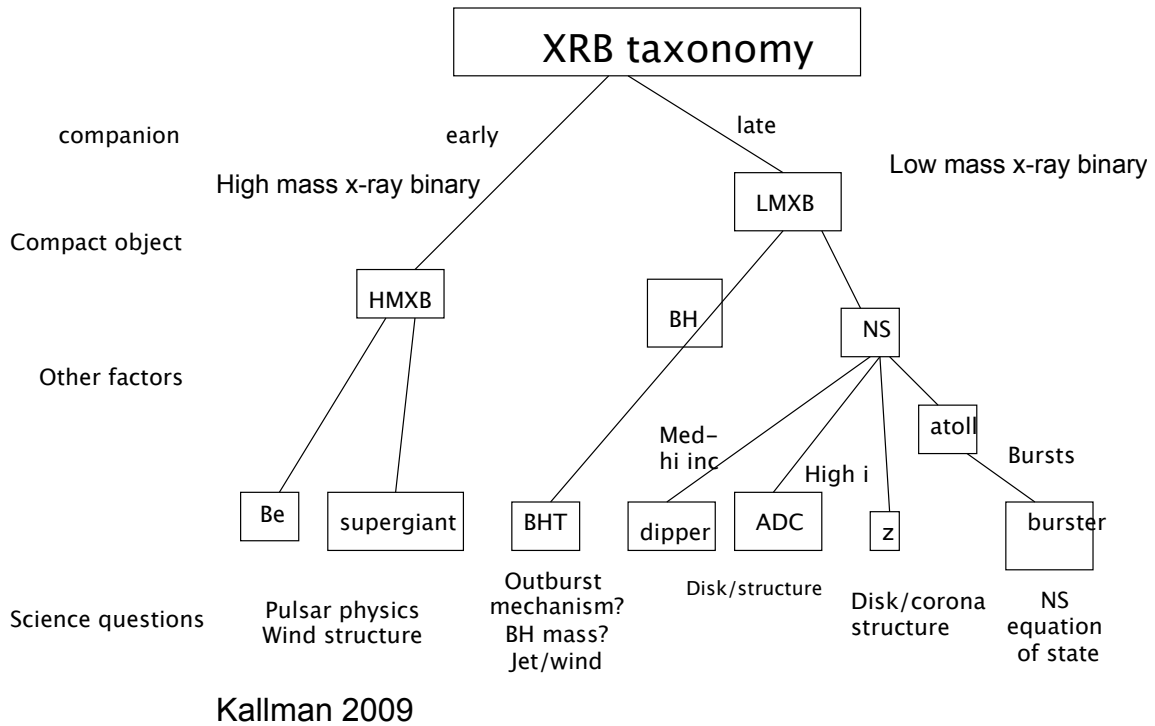 XRB taxonomy
companion
early
late
High mass x-ray binary
Low mass x-ray binary
LMXB
Compact object
HMXB
BH
NS
Other factors
atoll
Med-
hi inc
High i
Bursts
Be
supergiant
BHT
dipper
ADC
z
burster
Science questions
Pulsar physics
Wind structure
Outburst
mechanism?
BH mass?
Jet/wind
Disk/structure
Disk/corona
structure
NS
equation
of state
Kallman 2009